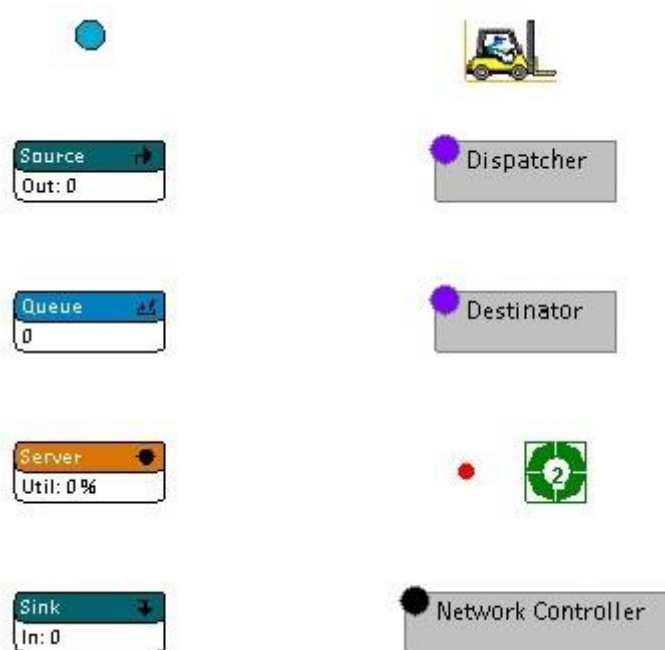 Source
Out: 0
Dispatcher
Queue
0
Destinator
Server
Util: 0%
2
Sink
In: 0
Network Controller